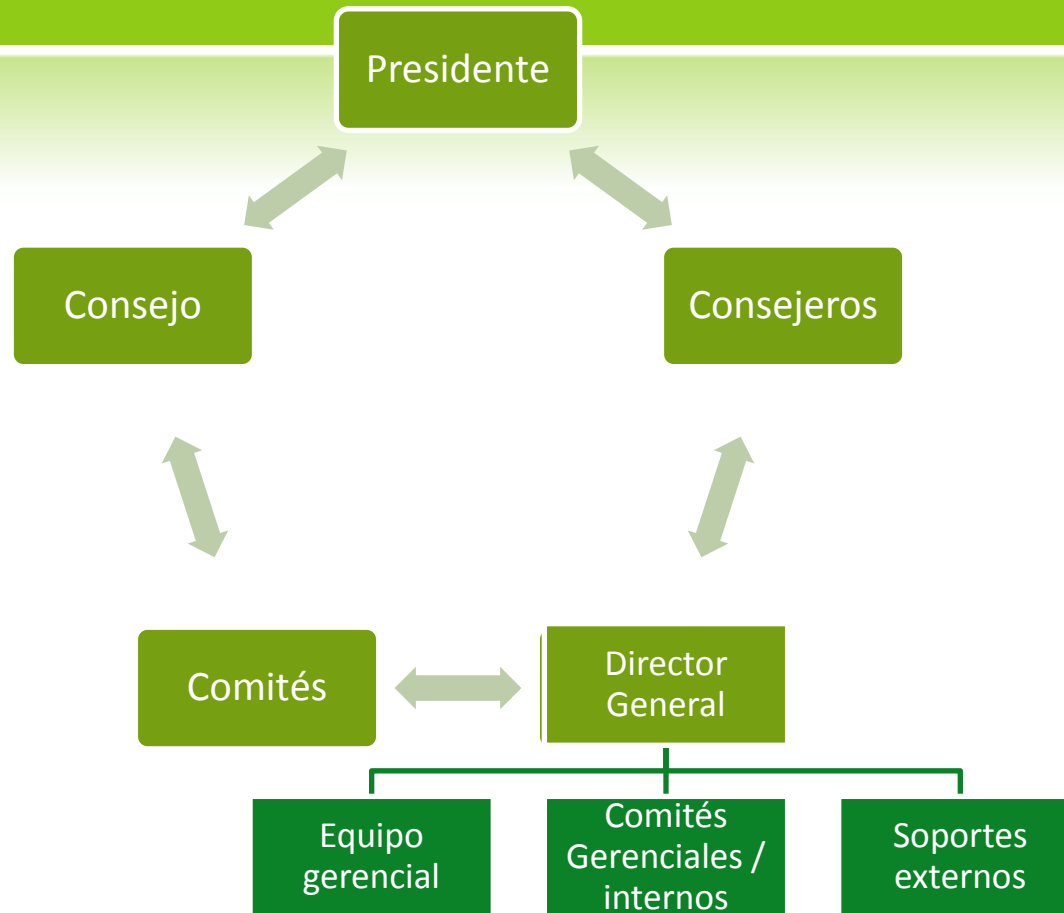 Presidente
Consejo
Consejeros
Comités
Director
General
Equipo
gerencial
Comités
Gerenciales /
internos
Soportes
externos